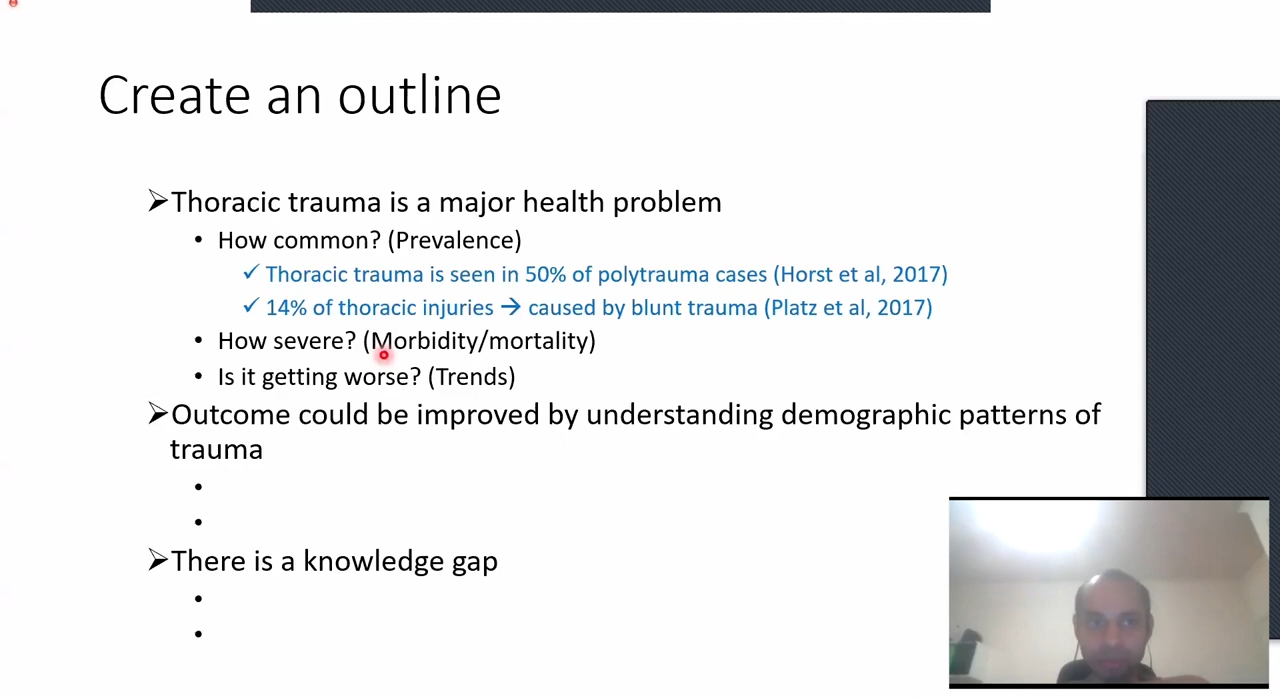 Create an outline
➢Thoracic trauma is a major health problem
• How common? (Prevalence)
✓ Thoracic trauma is seen in 50% of polytrauma cases (Horst et al, 2017)
✓ 14% of thoracic injuries → caused by blunt trauma (Platz et al, 2017)
• How severe? (Morbidity/mortality)
• Is it getting worse? (Trends)
➢Outcome could be improved by understanding demographic patterns of
trauma
•
•
➢There is a knowledge gap
•
•